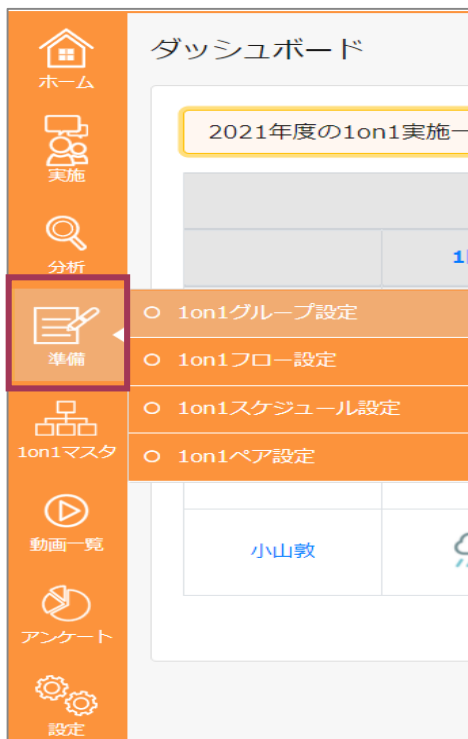 ホーム
実施
分析
準備
1on1マスタ
動画一覧
アンケート
設定
ダッシュボード
2021年度の1on1実施一
1on1グループ設定
1on1フロー設定
1on1スケジュール設定
1on1ペア設定
小山敦